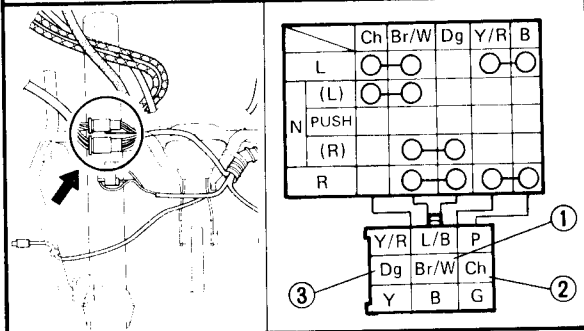 Ch Br/W Dg Y/R B
L
(L)
N PUSH
(R)
R
Y/R L/B P
Dg Br/W Ch
Y B G
1
2
3